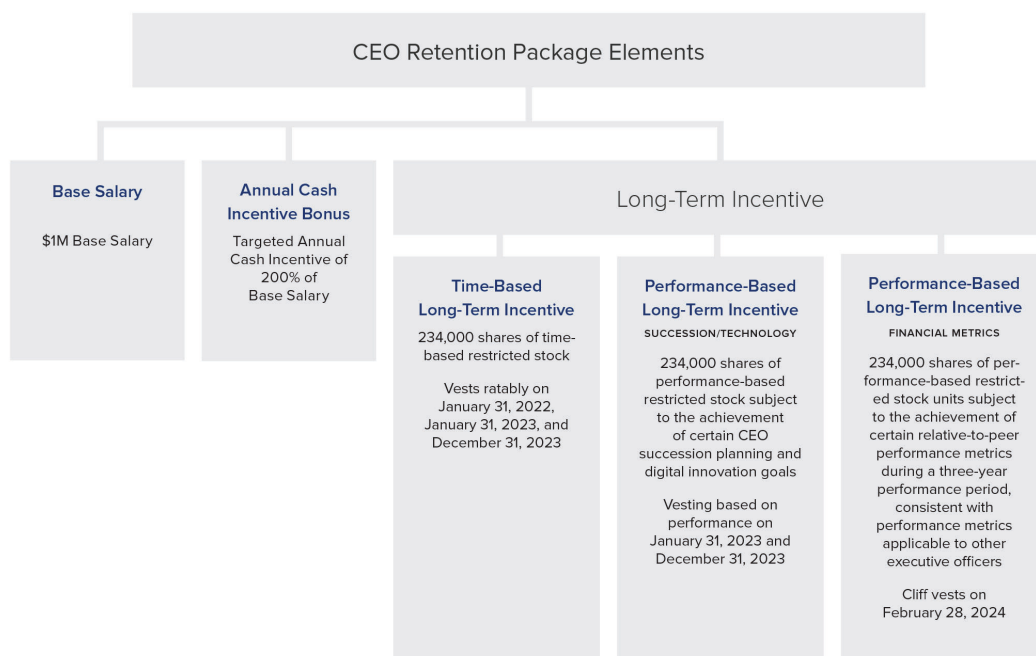 CEO Retention Package Elements
Base Salary
$1M Base Salary
Annual Cash
Incentive Bonus
Targeted Annual
Cash Incentive of
200% of
Base Salary
Long-Term Incentive
Time-Based
Long-Term Incentive
234,000 shares of time-
based restricted stock
Vests ratably on
January 31, 2022,
January 31, 2023, and
December 31, 2023
Performance-Based
Long-Term Incentive
SUCCESSION/TECHNOLOGY
234,000 shares of
performance-based
restricted stock subject
to the achievement
of certain CEO
succession planning and
digital innovation goals
Vesting based on
performance on
January 31, 2023 and
December 31, 2023
Performance-Based
Long-Term Incentive
FINANCIAL METRICS
234,000 shares of per-
formance-based restrict-
ed stock units subject
to the achievement of
certain relative-to-peer
performance metrics
during a three-year
performance period,
consistent with
performance metrics
applicable to other
executive officers
Cliff vests on
February 28, 2024